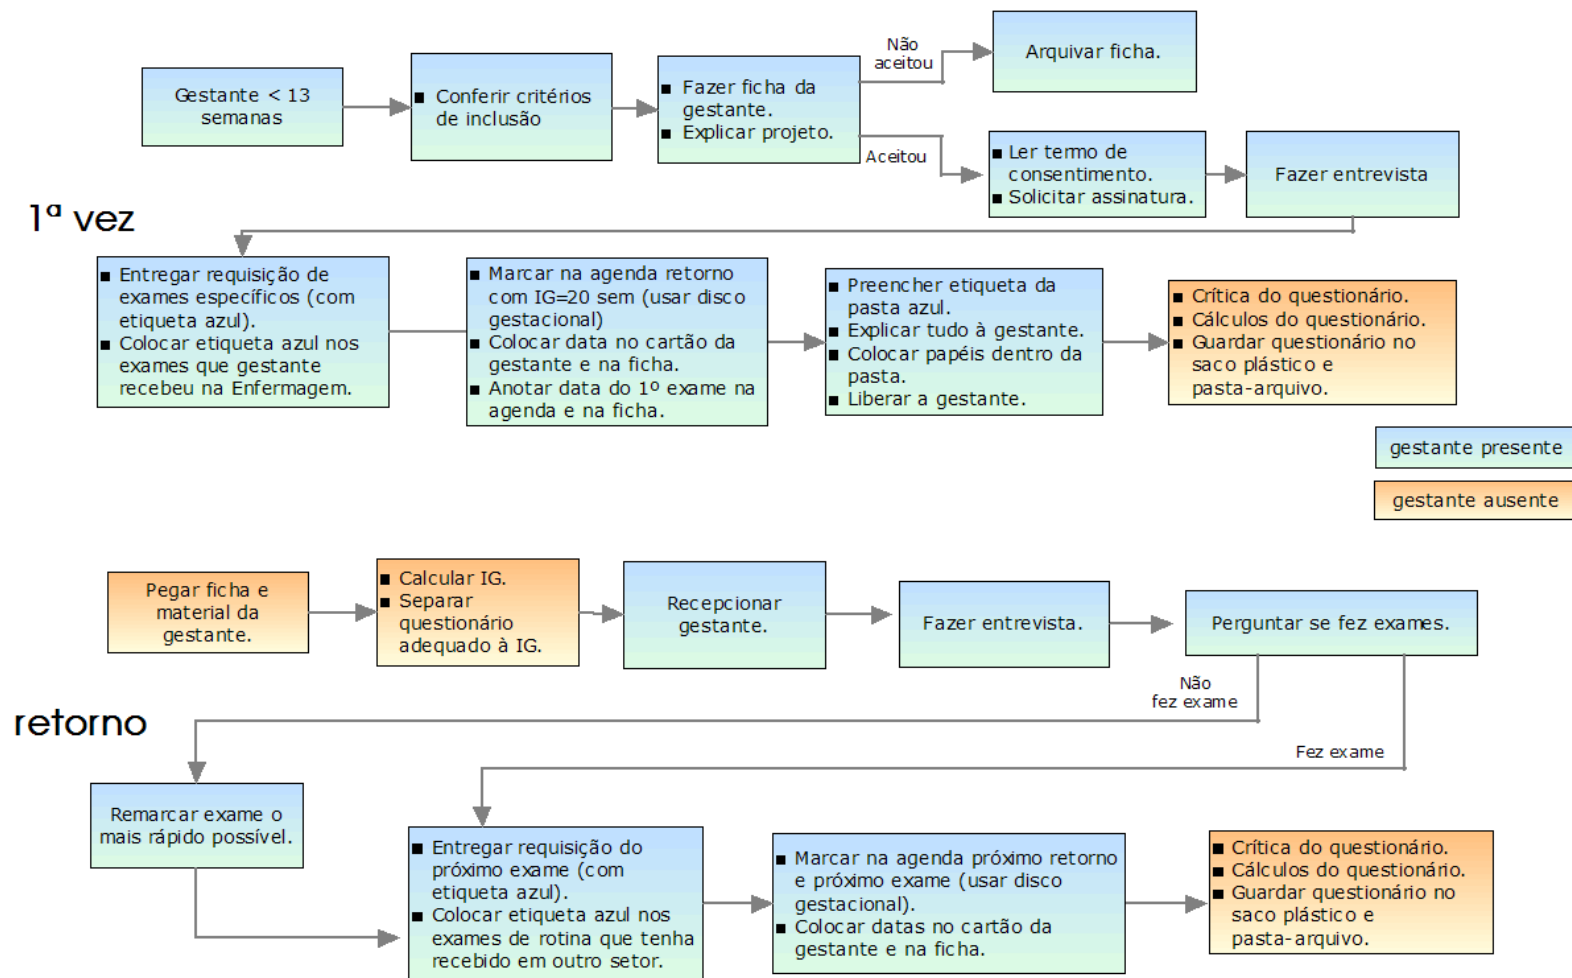 Não
aceitou
Arquivar ficha.
Gestante < 13
semanas
▪ Conferir critérios
de inclusão
▪ Fazer ficha da
gestante.
▪ Explicar projeto.
Aceitou
▪ Ler termo de
consentimento.
▪ Solicitar assinatura.
Fazer entrevista
1ª vez
▪ Entregar requisição de
exames específicos (com
etiqueta azul).
▪ Colocar etiqueta azul nos
exames que gestante
recebeu na Enfermagem.
▪ Marcar na agenda retorno
com IG=20 sem (usar disco
gestacional)
▪ Colocar data no cartão da
gestante e na ficha.
▪ Anotar data do 1º exame na
agenda e na ficha.
▪ Preencher etiqueta da
pasta azul.
▪ Explicar tudo à gestante.
▪ Colocar papéis dentro da
pasta.
▪ Liberar a gestante.
▪ Crítica do questionário.
▪ Cálculos do questionário.
▪ Guardar questionário no
saco plástico e
pasta-arquivo.
gestante presente
gestante ausente
Pegar ficha e
material da
gestante.
▪ Calcular IG.
▪ Separar
questionário
adequado à IG.
Recepcionar
gestante.
Fazer entrevista.
Perguntar se fez exames.
Não
fez exame
retorno
Fez exame
Remarcar exame o
mais rápido possível.
▪ Entregar requisição do
próximo exame (com
etiqueta azul).
▪ Colocar etiqueta azul nos
exames de rotina que tenha
recebido em outro setor.
▪ Marcar na agenda próximo retorno
e próximo exame (usar disco
gestacional).
▪ Colocar datas no cartão da
gestante e na ficha.
▪ Crítica do questionário.
▪ Cálculos do questionário.
▪ Guardar questionário no
saco plástico e
pasta-arquivo.